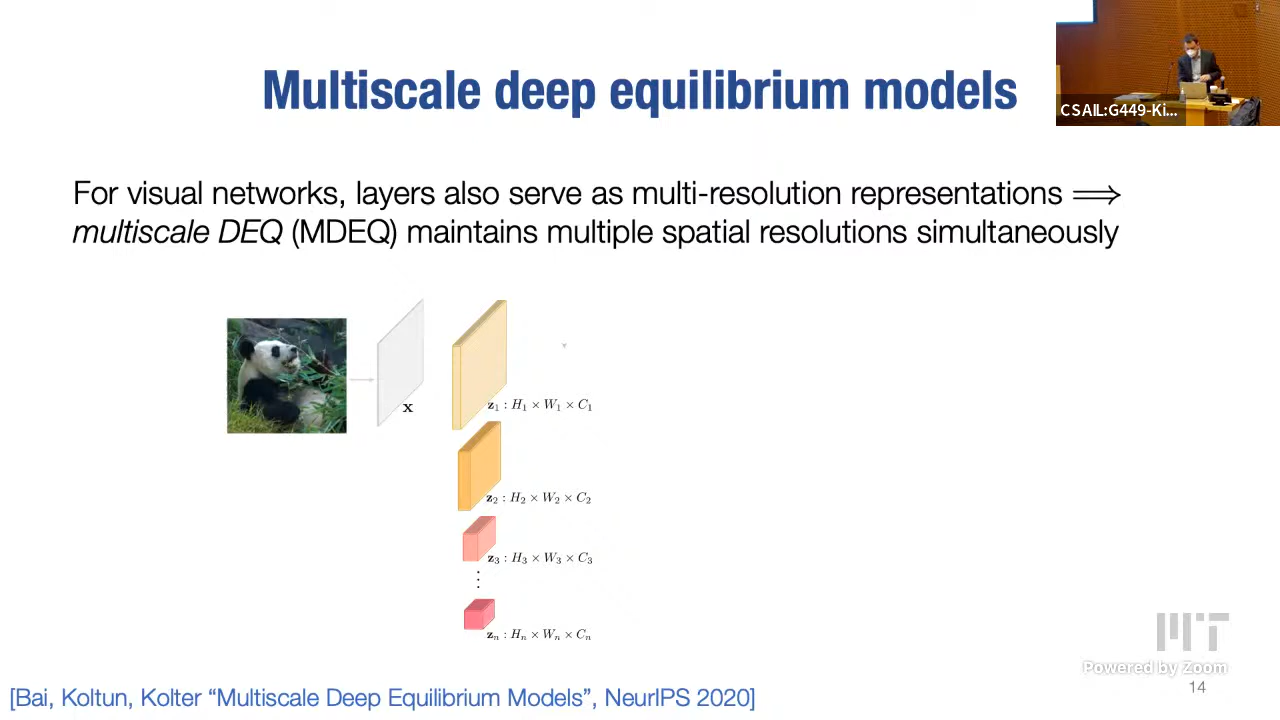 Multiscale deep equilibrium models
CSAIL:G449-Ki...
For visual networks, layers also serve as multi-resolution representations ⟹
multiscale DEQ (MDEQ) maintains multiple spatial resolutions simultaneously
x
z₁ : H₁ × W₁ × C₁
z₂ : H₂ × W₂ × C₂
z₃ : H₃ × W₃ × C₃
⋮
zₙ : Hₙ × Wₙ × Cₙ
MIT
Powered by Zoom
14
[Bai, Koltun, Kolter “Multiscale Deep Equilibrium Models”, NeurIPS 2020]